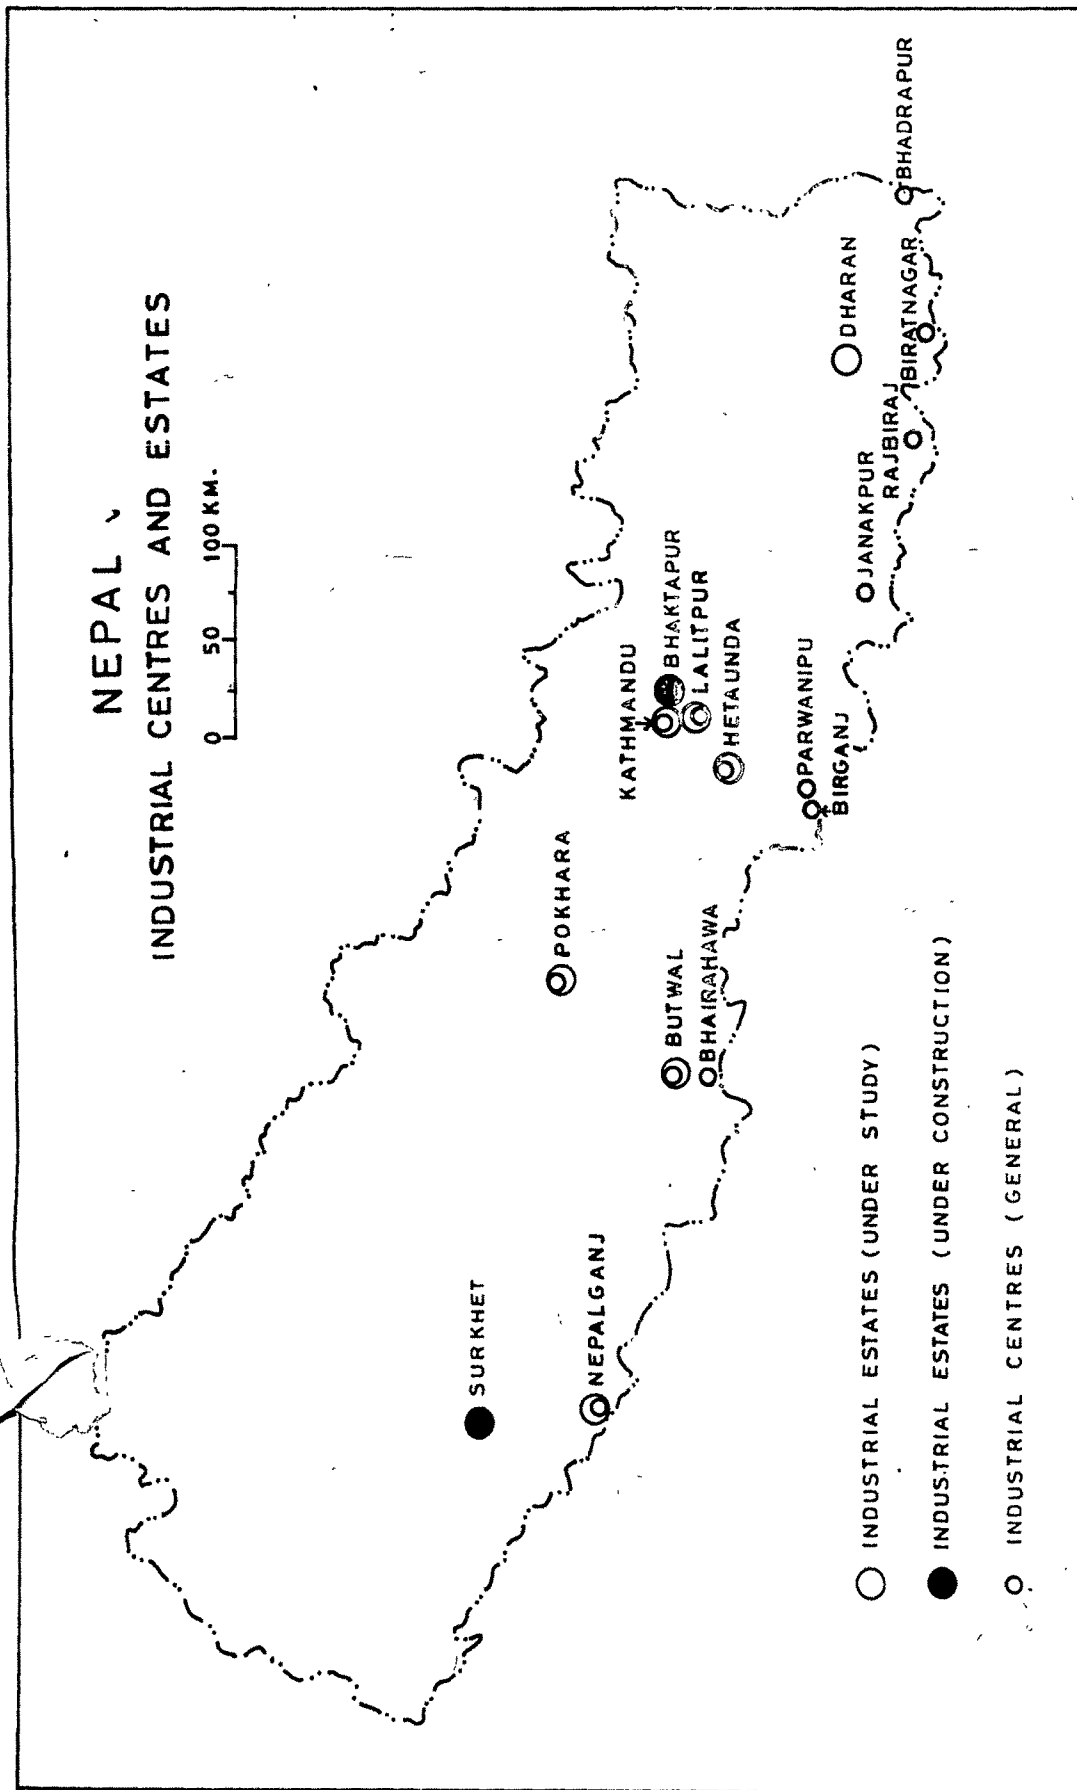 NEPAL
INDUSTRIAL CENTRES AND ESTATES
0 50 100 KM.
SURKHET
NEPALGANJ
POKHARA
BUTWAL
BHAIRAHAWA
KATHMANDU
BHAKTAPUR
LALITPUR
HETAUNDA
PARWANIPU
BIRGANJ
JANAKPUR
RAJBIRAJ
DHARAN
BIRATNAGAR
BHADRAPUR
INDUSTRIAL ESTATES (UNDER STUDY)
INDUSTRIAL ESTATES (UNDER CONSTRUCTION)
INDUSTRIAL CENTRES (GENERAL)